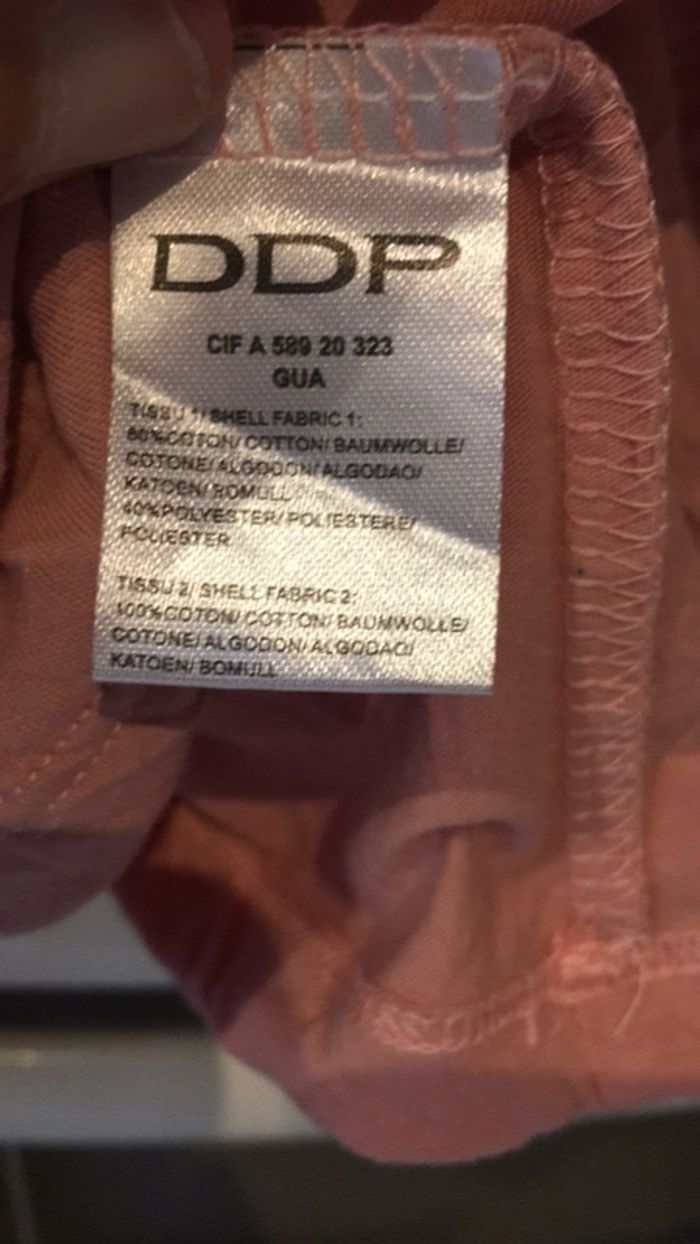 DDP
CIF A 589 20 323
GUA
TISSU 1/ SHELL FABRIC 1:
60%COTON/ COTTON/ BAUMWOLLE/
COTONE/ ALGODON/ ALGODAO/
KATOEN/ BOMULL
40%POLYESTER/ POLIESTERE/
POLIESTER
TISSU 2/ SHELL FABRIC 2:
100%COTON/ COTTON/ BAUMWOLLE/
COTONE/ ALGODON/ ALGODAO/
KATOEN/ BOMULL